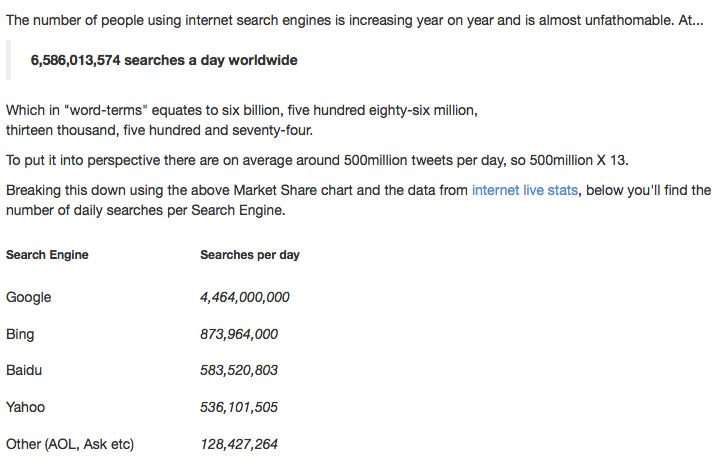 The number of people using internet search engines is increasing year on year and is almost unfathomable. At...
6,586,013,574 searches a day worldwide
Which in "word-terms" equates to six billion, five hundred eighty-six million,
thirteen thousand, five hundred and seventy-four.
To put it into perspective there are on average around 500million tweets per day, so 500million X 13.
Breaking this down using the above Market Share chart and the data from internet live stats, below you'll find the
number of daily searches per Search Engine.
Search Engine Searches per day
Google 4,464,000,000
Bing 873,964,000
Baidu 583,520,803
Yahoo 536,101,505
Other (AOL, Ask etc) 128,427,264